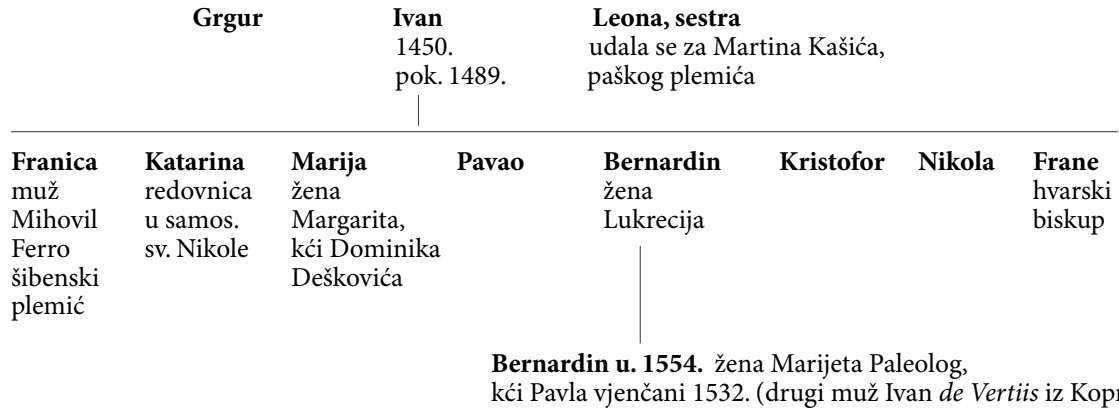 Grgur Ivan Leona, sestra
1450. udala se za Martina Kašića,
pok. 1489. paškog plemića
Franica Katarina Marija Pavao Bernardin Kristofor Nikola Frane
muž redovnica žena žena hvarski
Mihovil u samos. Margarita, Lukrecija biskup
Ferro sv. Nikole kći Dominika
šibenski Deškovića
plemić
Bernardin u. 1554. žena Marijeta Paleolog,
kći Pavla vjenčani 1532. (drugi muž Ivan de Vertiis iz